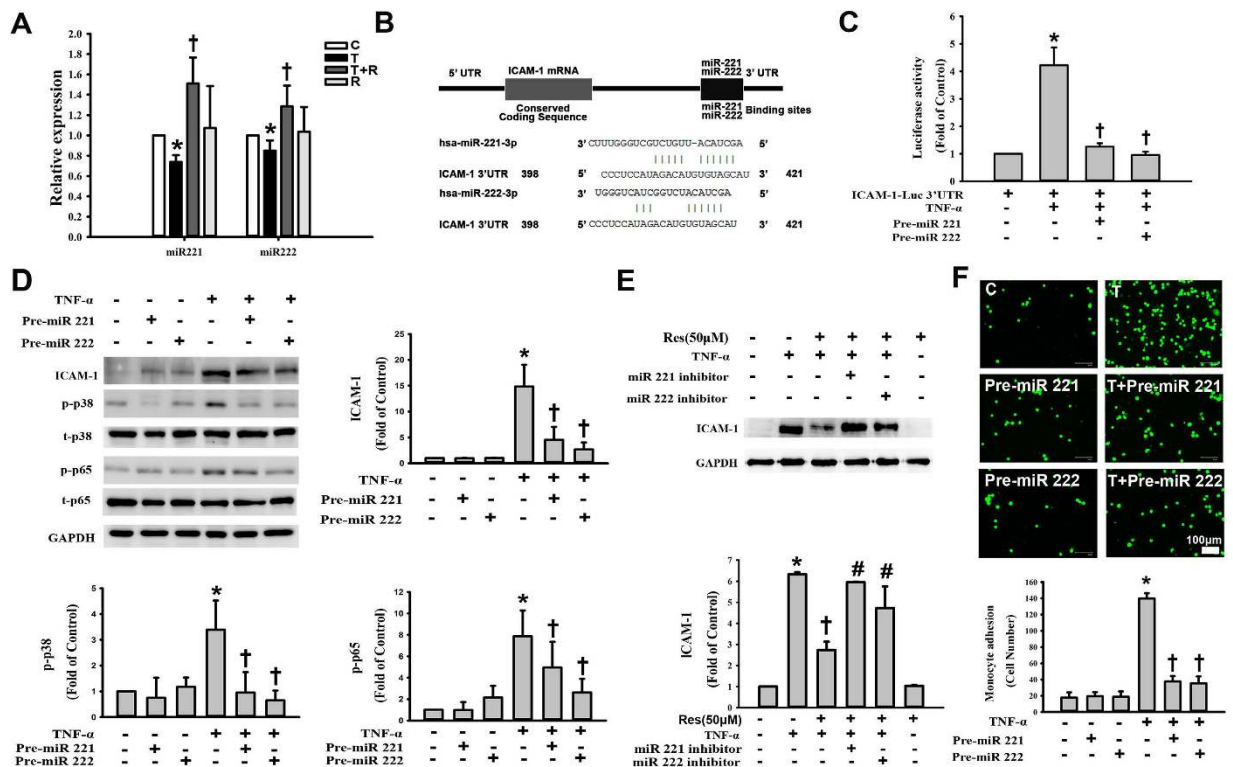 A
Relative expression
2.0
1.8
1.6
1.4
1.2
1.0
0.8
0.6
0.4
0.2
0.0
* † * †
miR221 miR222
C
T
T+R
R
B
5' UTR ICAM-1 mRNA miR-221 miR-222 3' UTR
Conserved Coding Sequence miR-221 miR-222 Binding sites
hsa-miR-221-3p 3' CUUUGGGUCGUCUGUU-ACAUCGA 5'
ICAM-1 3'UTR 398 5' CCCUCCAUAGACAUGUGUAGCAU 3' 421
hsa-miR-222-3p 3' UGGGUCAUCGGUCUACAUCGA 5'
ICAM-1 3'UTR 398 5' CCCUCCAUAGACAUGUGUAGCAU 3' 421
C
Luciferase activity
(Fold of Control)
6
5
4
3
2
1
0
* † †
ICAM-1-Luc 3'UTR + + + +
TNF-α - + + +
Pre-miR 221 - - + -
Pre-miR 222 - - - +
D
TNF-α - - - + + +
Pre-miR 221 - + - - + -
Pre-miR 222 - - + - - +
ICAM-1
p-p38
t-p38
p-p65
t-p65
GAPDH
ICAM-1
(Fold of Control)
25
20
15
10
5
0
* † †
TNF-α - - - + + +
Pre-miR 221 - + - - + -
Pre-miR 222 - - + - - +
p-p38
(Fold of Control)
5
4
3
2
1
0
* † †
TNF-α - - - + + +
Pre-miR 221 - + - - + -
Pre-miR 222 - - + - - +
p-p65
(Fold of Control)
12
10
8
6
4
2
0
* † †
TNF-α - - - + + +
Pre-miR 221 - + - - + -
Pre-miR 222 - - + - - +
E
Res(50μM) - - + + + +
TNF-α - + + + + -
miR 221 inhibitor - - - + - -
miR 222 inhibitor - - - - + -
ICAM-1
GAPDH
ICAM-1
(Fold of Control)
7
6
5
4
3
2
1
0
* † # #
Res(50μM) - - + + + +
TNF-α - + + + + -
miR 221 inhibitor - - - + - -
miR 222 inhibitor - - - - + -
F
C T
Pre-miR 221 T+Pre-miR 221
Pre-miR 222 T+Pre-miR 222
100μm
Monocyte adhesion
(Cell Number)
160
140
120
100
80
60
40
20
0
* † †
TNF-α - - - + + +
Pre-miR 221 - + - - + -
Pre-miR 222 - - + - - +